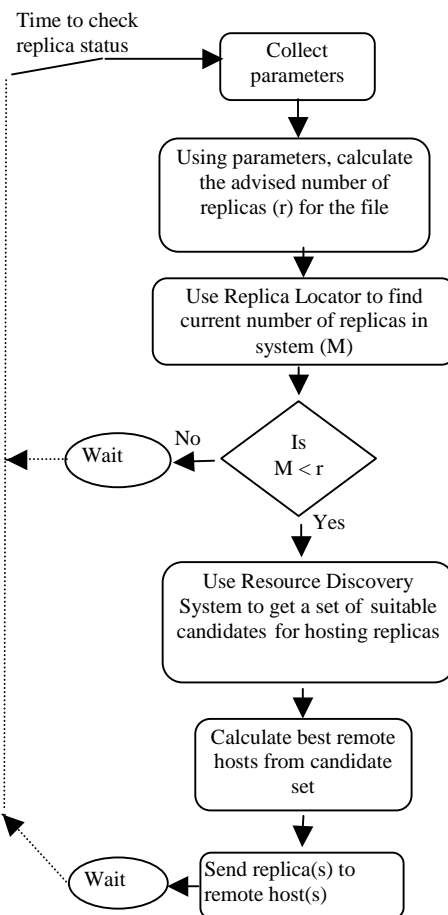 Time to check
replica status
Collect
parameters
Using parameters, calculate
the advised number of
replicas (r) for the file
Use Replica Locator to find
current number of replicas in
system (M)
Is
M < r
No
Wait
Yes
Use Resource Discovery
System to get a set of suitable
candidates for hosting replicas
Calculate best remote
hosts from candidate
set
Send replica(s) to
remote host(s)
Wait